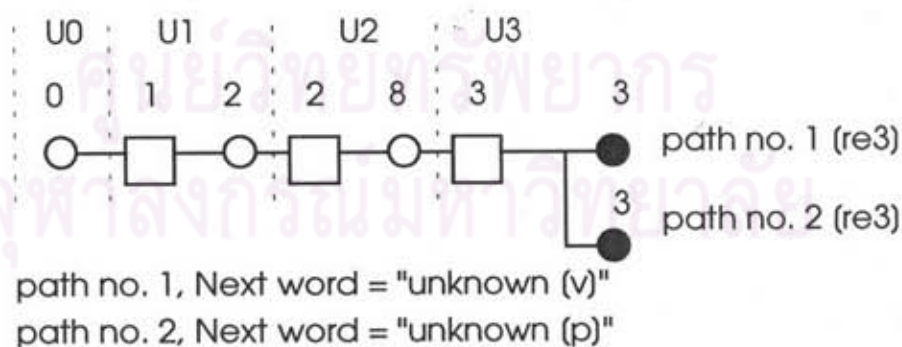 U0 U1 U2 U3
0 1 2 2 8 3 3
path no. 1 (re3)
3
path no. 2 (re3)
path no. 1, Next word = "unknown (v)"
path no. 2, Next word = "unknown (p)"
ศูนย์วิทยทรัพยากร
จุฬาลงกรณ์มหาวิทยาลัย